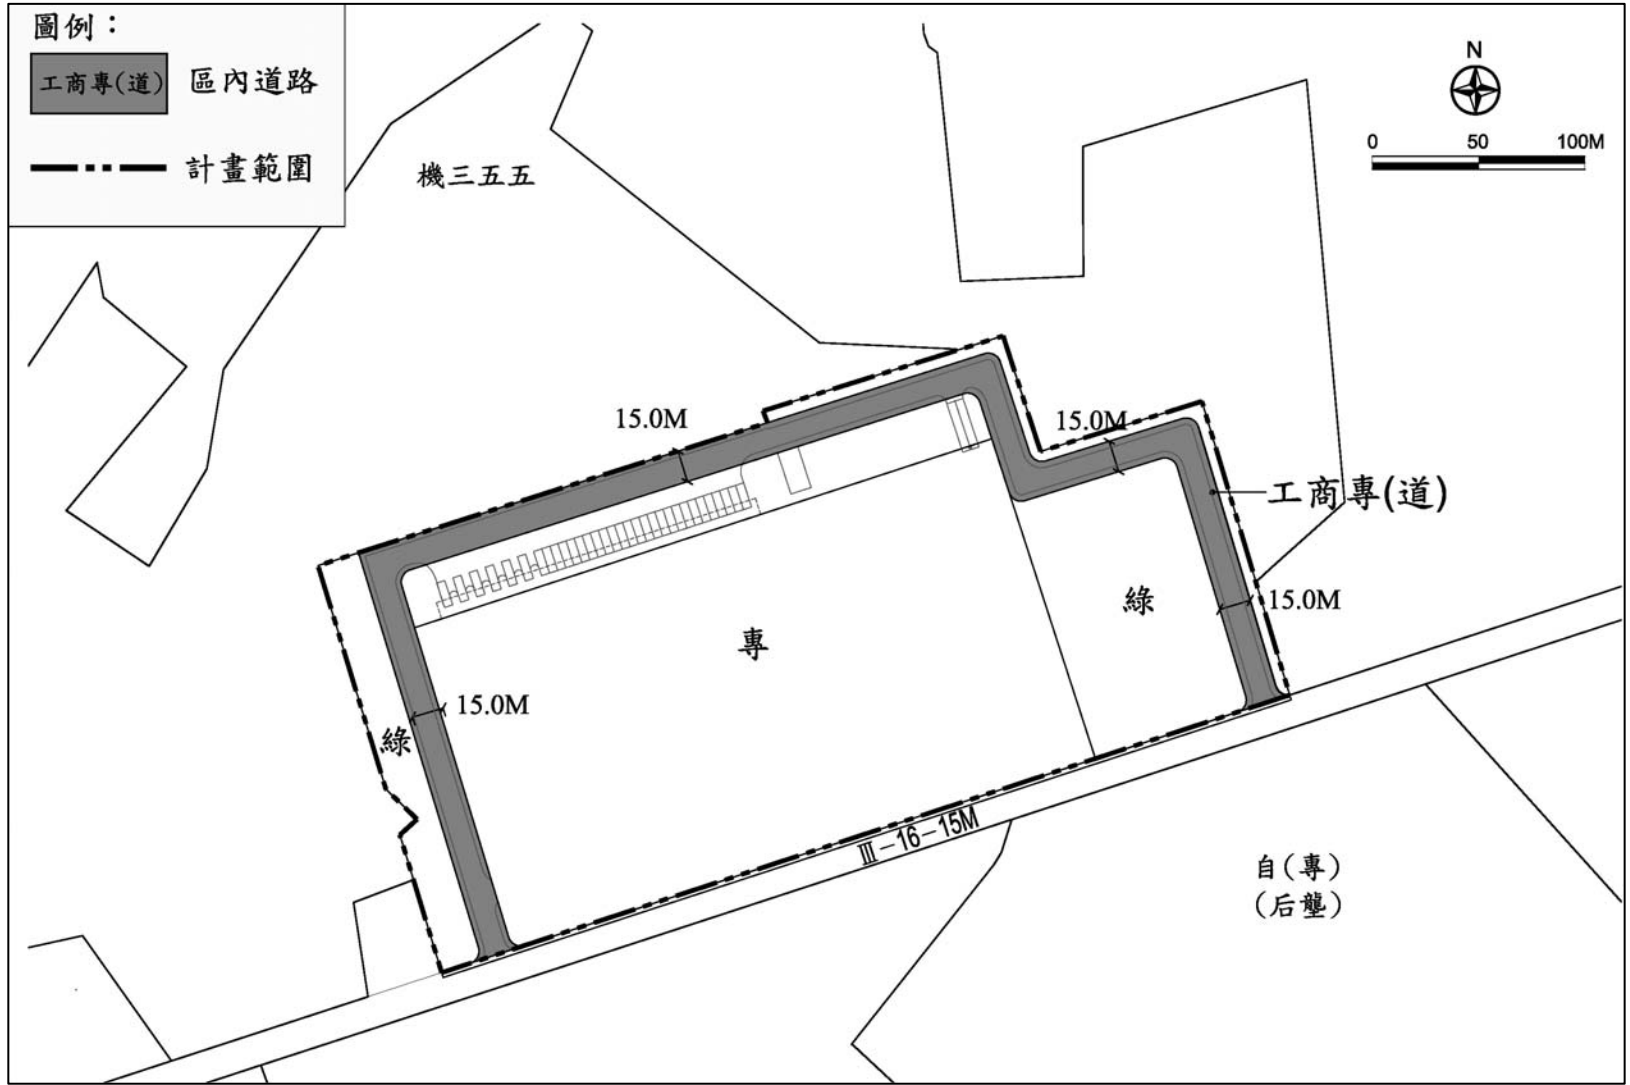 圖例：
工商專(道) 區內道路
計畫範圍
N
0 50 100M
機三五五
15.0M
15.0M
工商專(道)
綠
15.0M
專
15.0M
綠
Ⅲ-16-15M
自(專)
(后壟)